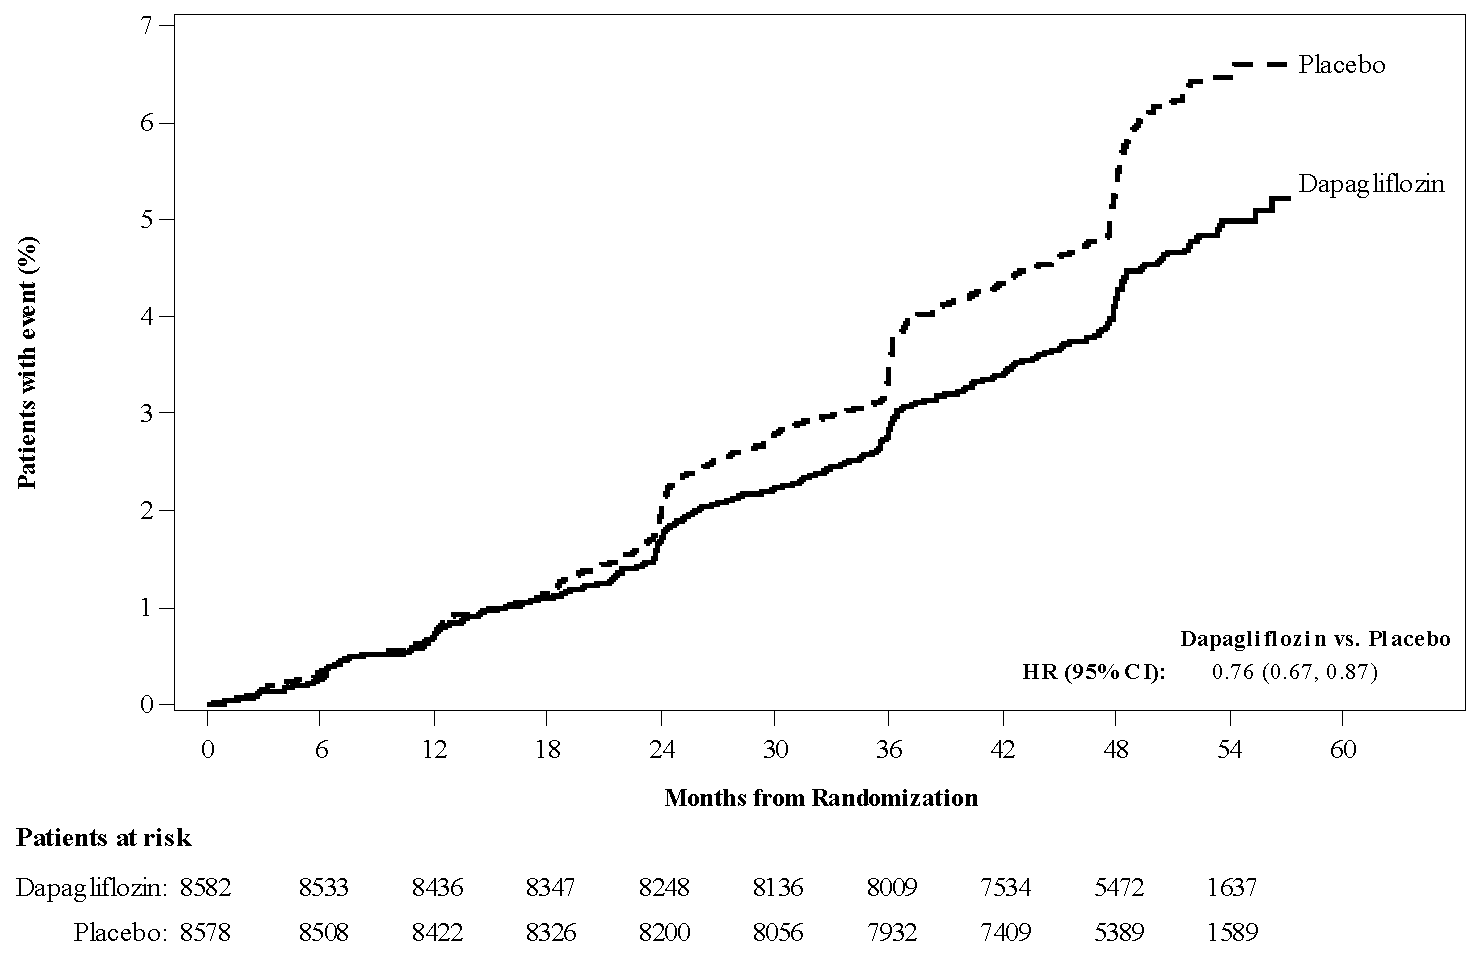 7
Placebo
6
Dapagliflozin
5
Patients with event (%)
4
3
2
1
Dapagliflozin vs. Placebo
HR (95% CI): 0.76 (0.67, 0.87)
0
0 6 12 18 24 30 36 42 48 54 60
Months from Randomization
Patients at risk
Dapagliflozin: 8582 8533 8436 8347 8248 8136 8009 7534 5472 1637
Placebo: 8578 8508 8422 8326 8200 8056 7932 7409 5389 1589